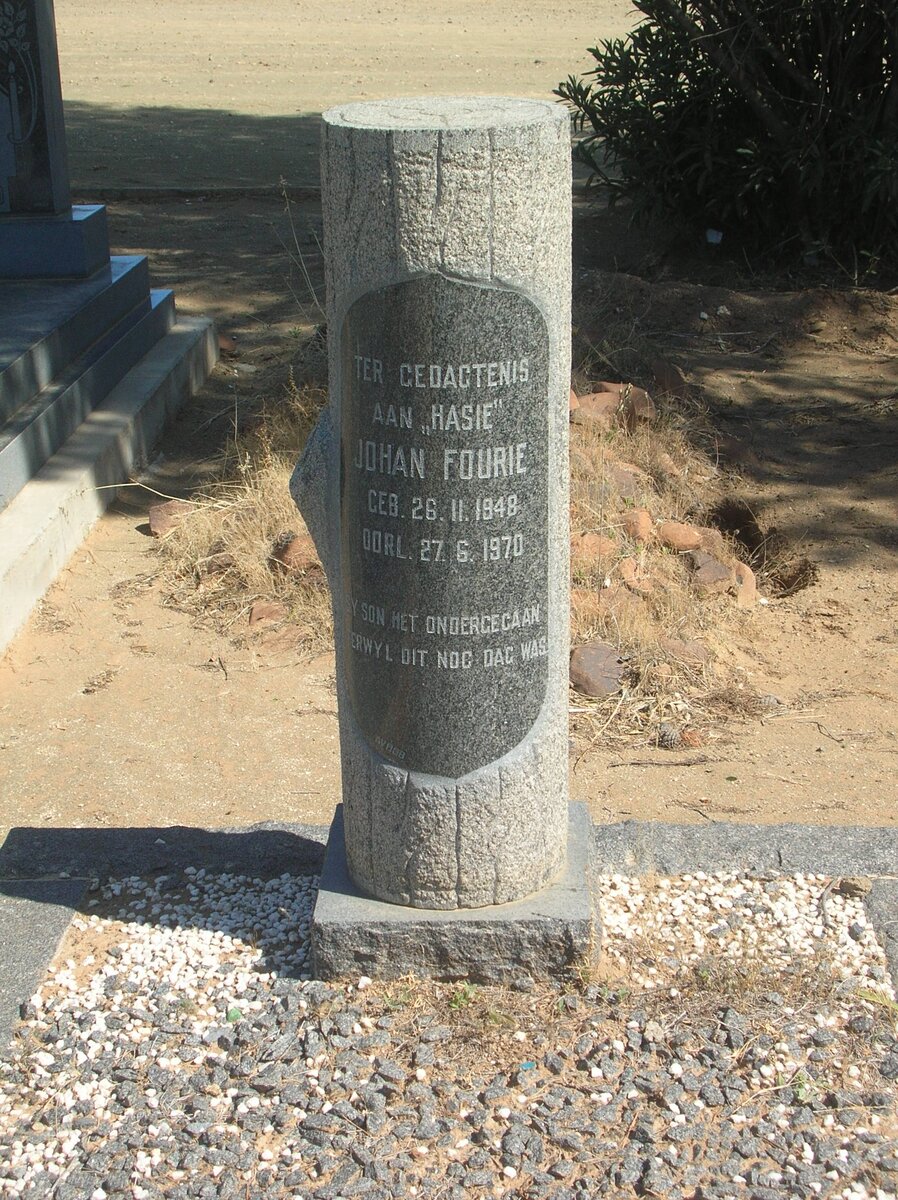 TER GEDAGTENIS
AAN „HASIE"
JOHAN FOURIE
GEB. 26.11.1948
OORL. 27.6.1970
Y SON HET ONDERGEGAAN
ERWYL DIT NOG DAG WAS.